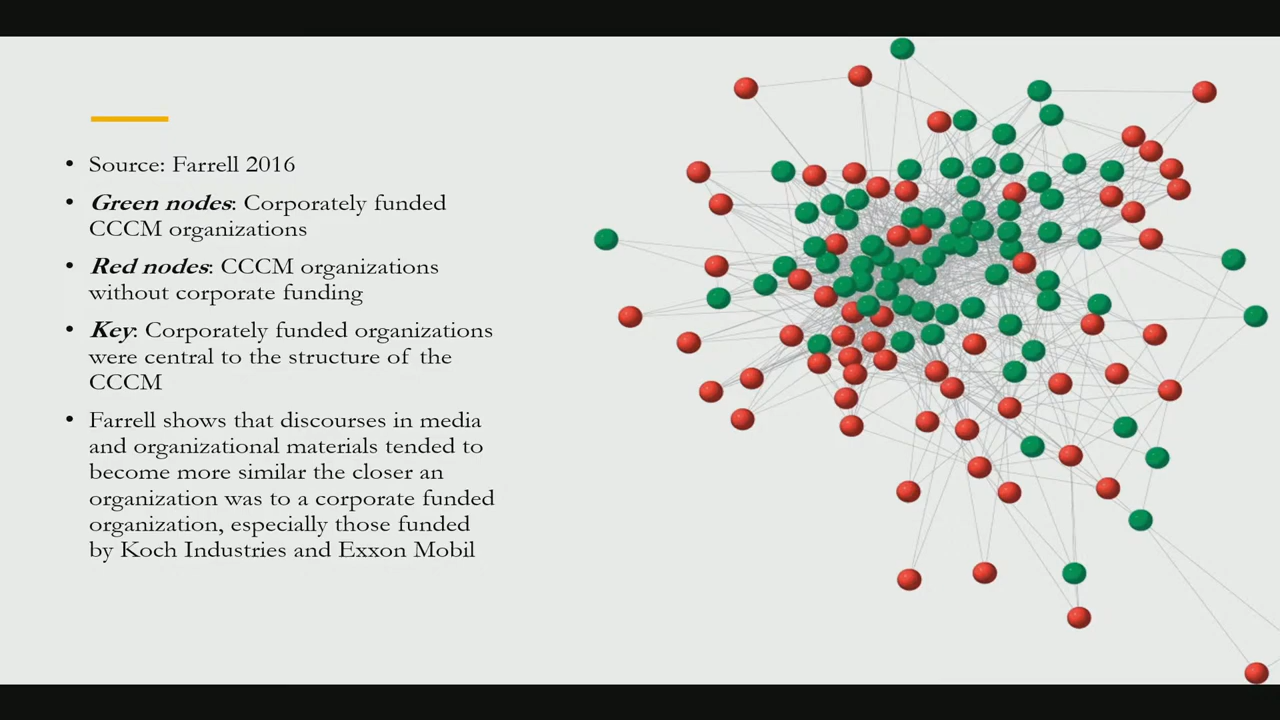 • Source: Farrell 2016
• Green nodes: Corporately funded
CCCM organizations
• Red nodes: CCCM organizations
without corporate funding
• Key: Corporately funded organizations
were central to the structure of the
CCCM
• Farrell shows that discourses in media
and organizational materials tended to
become more similar the closer an
organization was to a corporate funded
organization, especially those funded
by Koch Industries and Exxon Mobil